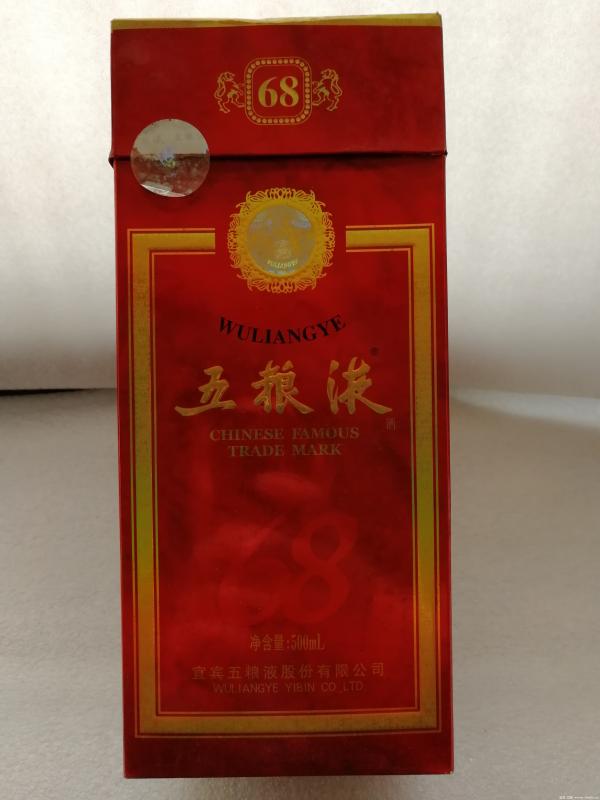 68
WULIANGYE
WULIANGYE
五粮液®
酒
CHINESE FAMOUS
TRADE MARK
68
净含量:500mL
宜宾五粮液股份有限公司
WULIANGYE YIBIN CO.,LTD.